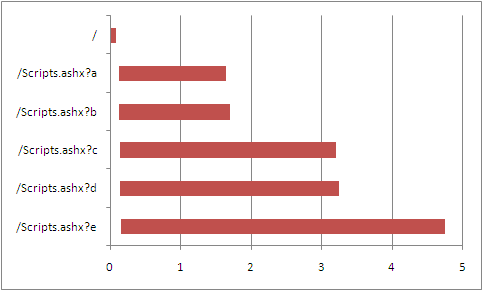 /
/Scripts.ashx?a
/Scripts.ashx?b
/Scripts.ashx?c
/Scripts.ashx?d
/Scripts.ashx?e
0 1 2 3 4 5